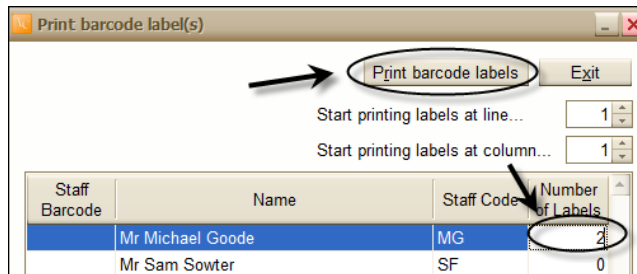 Print barcode label(s)
Print barcode labels Exit
Start printing labels at line... 1
Start printing labels at column... 1
Staff Barcode Name Staff Code Number of Labels
Mr Michael Goode MG 2
Mr Sam Sowter SF 0